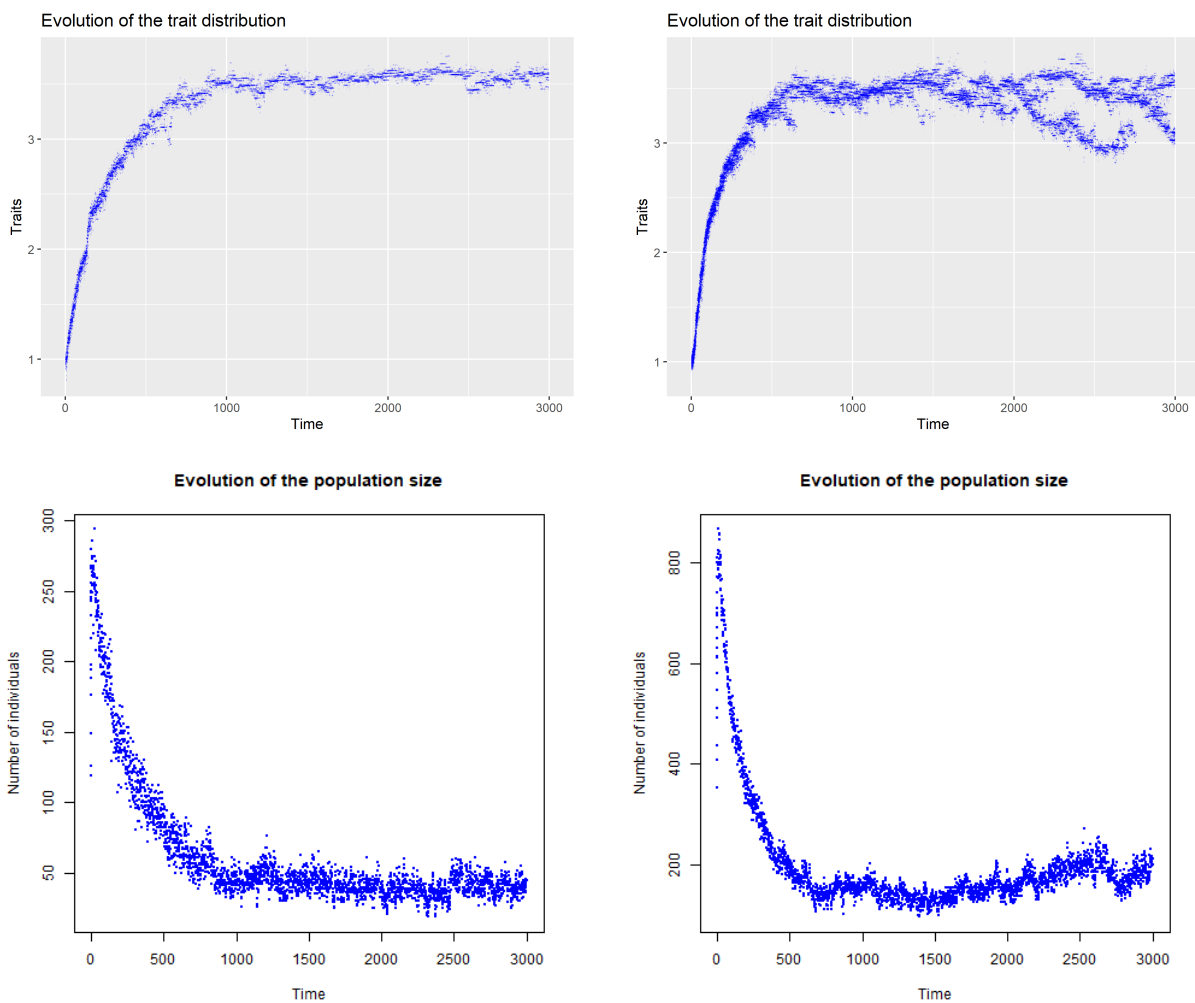 Evolution of the trait distribution
Traits
3
2
1
0 1000 2000 3000
Time
Evolution of the trait distribution
Traits
3
2
1
0 1000 2000 3000
Time
Evolution of the population size
Number of individuals
300
250
200
150
100
50
0 500 1000 1500 2000 2500 3000
Time
Evolution of the population size
Number of individuals
800
600
400
200
0 500 1000 1500 2000 2500 3000
Time